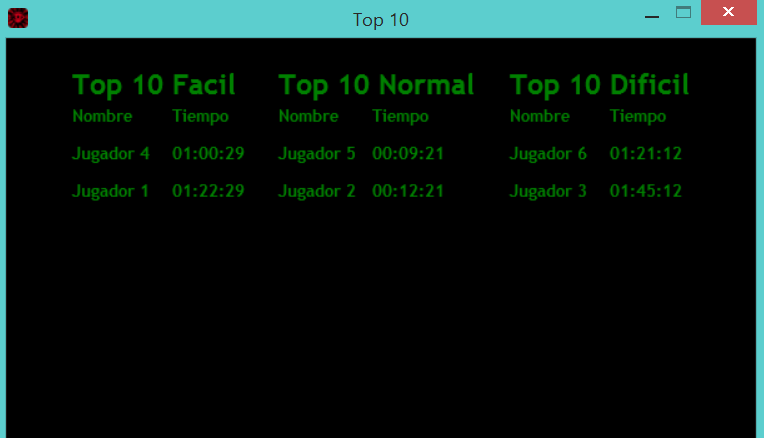 Top 10
Top 10 Facil Top 10 Normal Top 10 Dificil
Nombre Tiempo Nombre Tiempo Nombre Tiempo
Jugador 4 01:00:29 Jugador 5 00:09:21 Jugador 6 01:21:12
Jugador 1 01:22:29 Jugador 2 00:12:21 Jugador 3 01:45:12